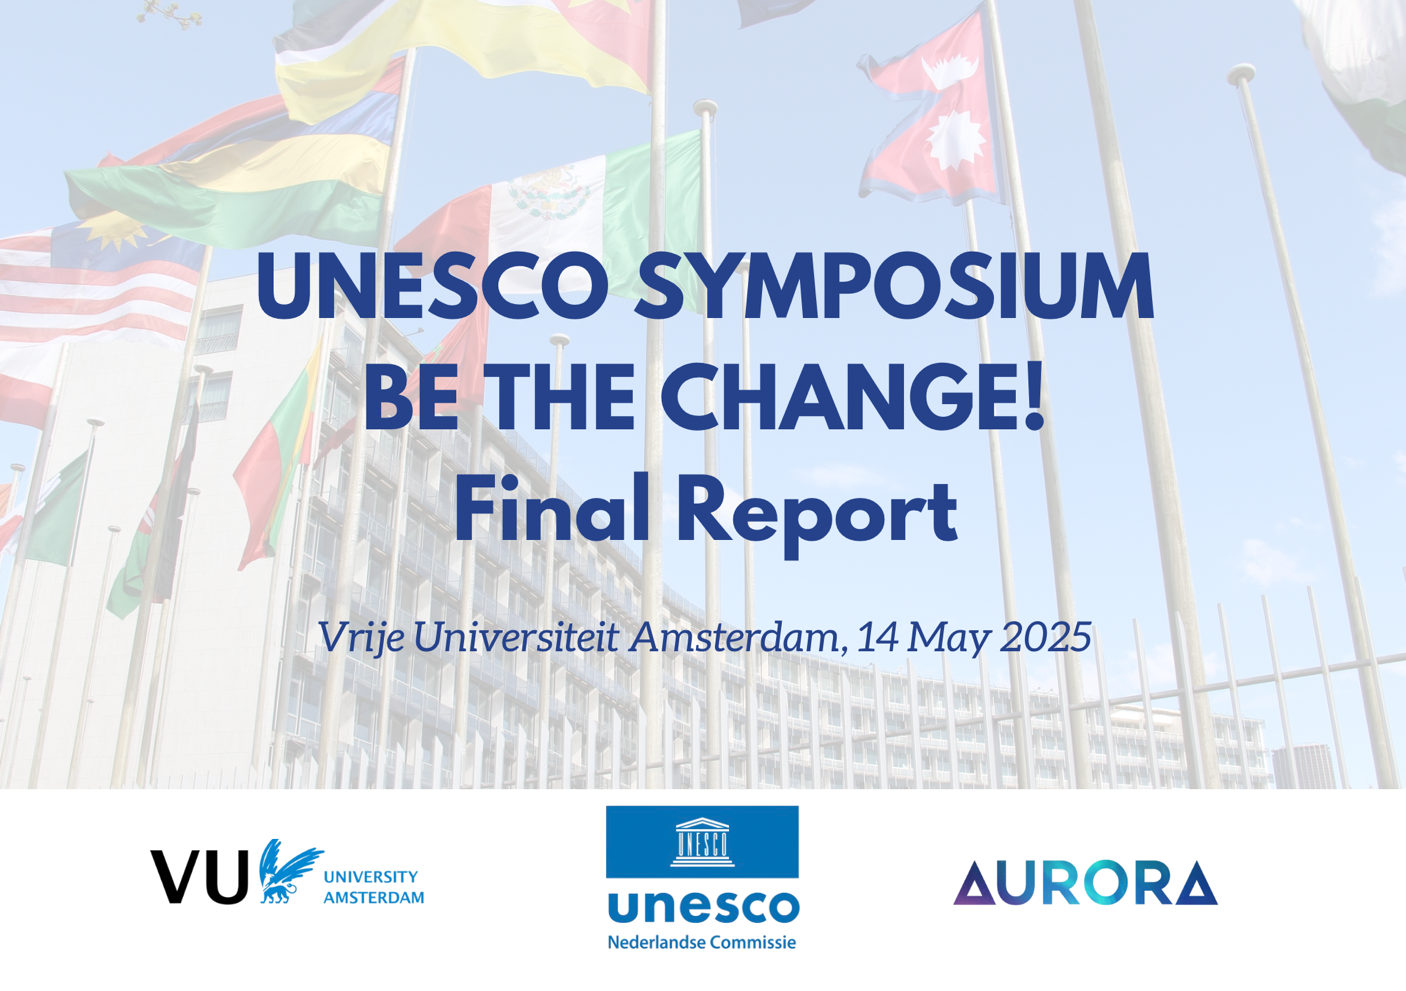 UNESCO SYMPOSIUM
BE THE CHANGE!
Final Report
Vrije Universiteit Amsterdam, 14 May 2025
VU UNIVERSITY
AMSTERDAM
UNESCO
unesco
Nederlandse Commissie
AURORA